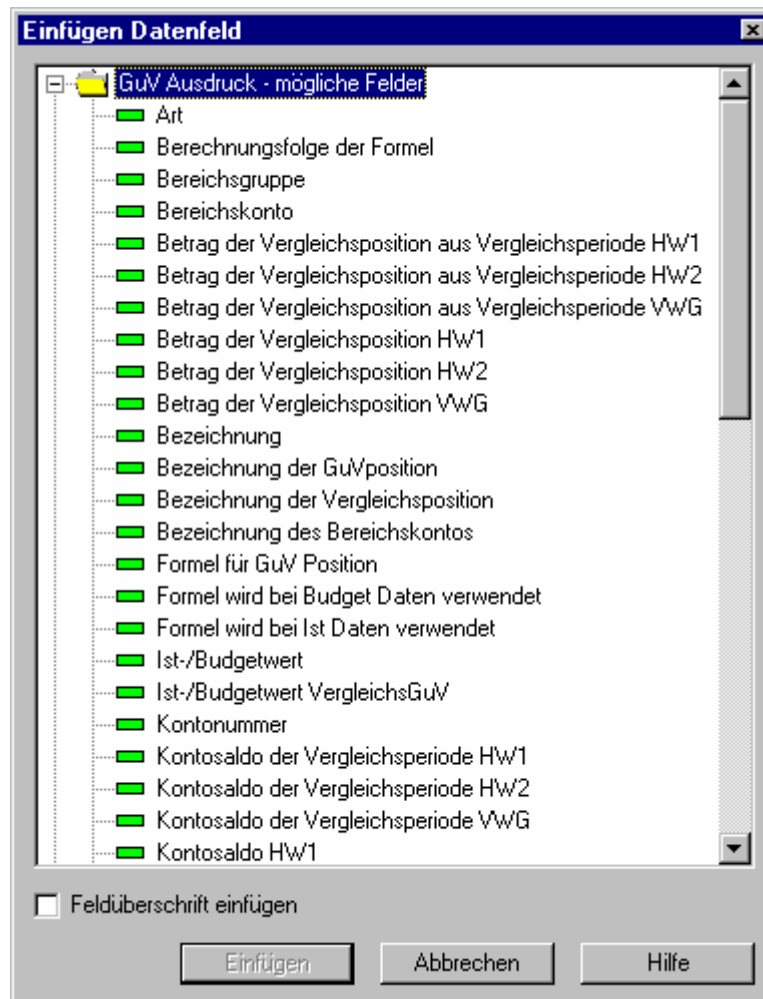 Einfügen Datenfeld
GuV Ausdruck - mögliche Felder
Art
Berechnungsfolge der Formel
Bereichsgruppe
Bereichskonto
Betrag der Vergleichsposition aus Vergleichsperiode HW1
Betrag der Vergleichsposition aus Vergleichsperiode HW2
Betrag der Vergleichsposition aus Vergleichsperiode VWG
Betrag der Vergleichsposition HW1
Betrag der Vergleichsposition HW2
Betrag der Vergleichsposition VWG
Bezeichnung
Bezeichnung der GuVposition
Bezeichnung der Vergleichsposition
Bezeichnung des Bereichskontos
Formel für GuV Position
Formel wird bei Budget Daten verwendet
Formel wird bei Ist Daten verwendet
Ist-/Budgetwert
Ist-/Budgetwert VergleichsGuV
Kontonummer
Kontosaldo der Vergleichsperiode HW1
Kontosaldo der Vergleichsperiode HW2
Kontosaldo der Vergleichsperiode VWG
Kontosaldo HW1
Feldüberschrift einfügen
Einfügen Abbrechen Hilfe